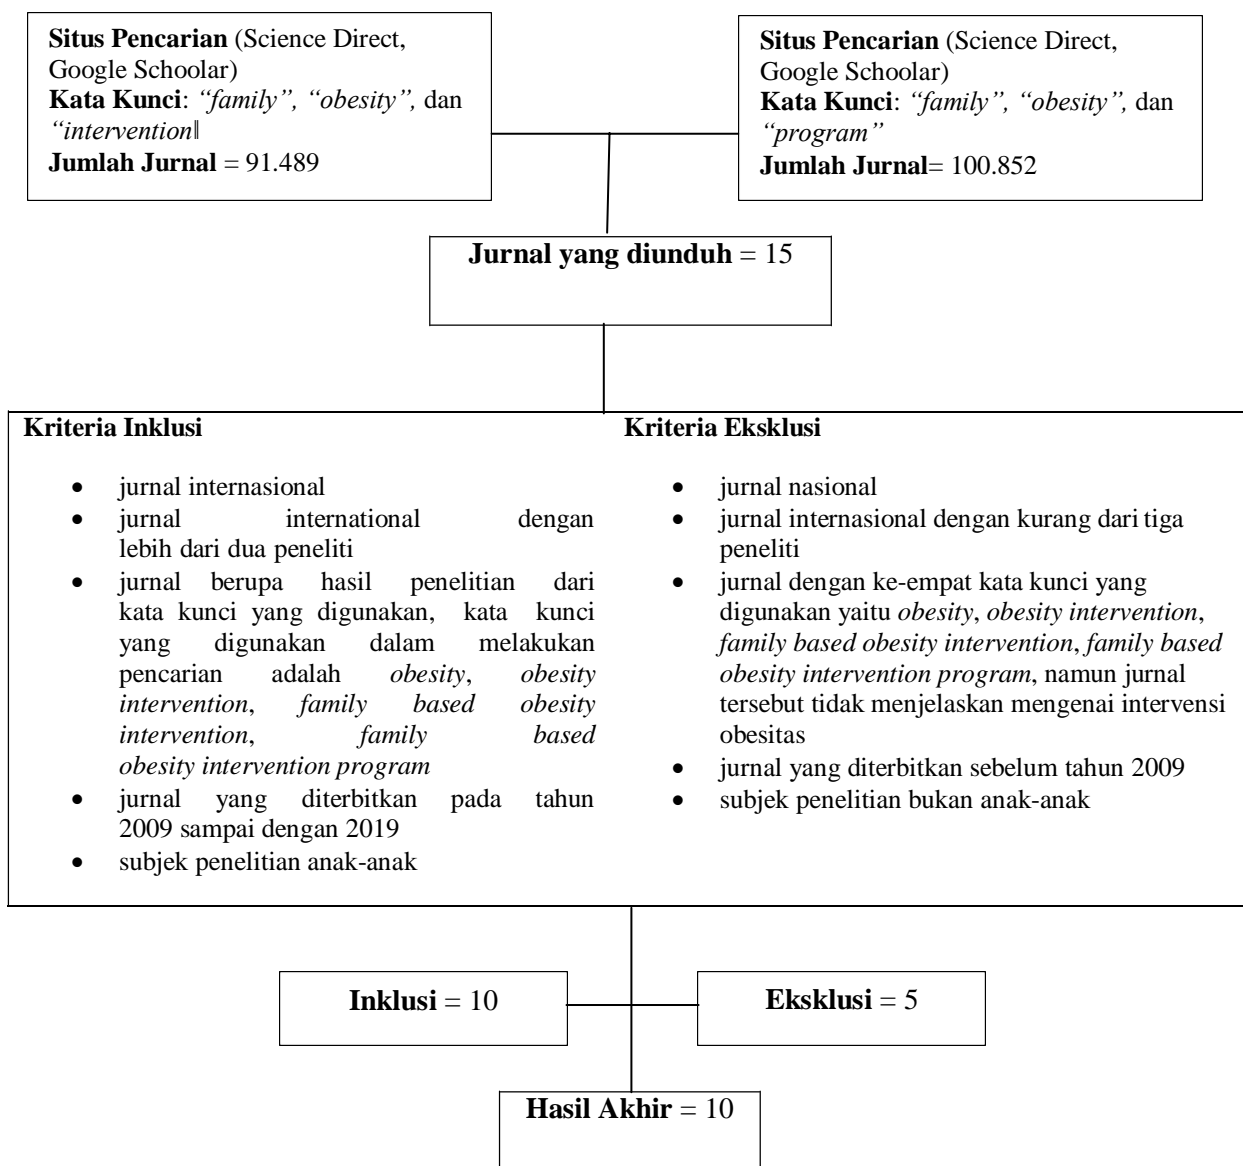 Situs Pencarian (Science Direct,
Google Schoolar)
Kata Kunci: “family”, “obesity”, dan
“intervention‖
Jumlah Jurnal = 91.489
Situs Pencarian (Science Direct,
Google Schoolar)
Kata Kunci: “family”, “obesity”, dan
“program”
Jumlah Jurnal= 100.852
Jurnal yang diunduh = 15
Kriteria Inklusi
• jurnal internasional
• jurnal international dengan
lebih dari dua peneliti
• jurnal berupa hasil penelitian dari
kata kunci yang digunakan, kata kunci
yang digunakan dalam melakukan
pencarian adalah obesity, obesity
intervention, family based obesity
intervention, family based
obesity intervention program
• jurnal yang diterbitkan pada tahun
2009 sampai dengan 2019
• subjek penelitian anak-anak
Kriteria Eksklusi
• jurnal nasional
• jurnal internasional dengan kurang dari tiga
peneliti
• jurnal dengan ke-empat kata kunci yang
digunakan yaitu obesity, obesity intervention,
family based obesity intervention, family based
obesity intervention program, namun jurnal
tersebut tidak menjelaskan mengenai intervensi
obesitas
• jurnal yang diterbitkan sebelum tahun 2009
• subjek penelitian bukan anak-anak
Inklusi = 10
Eksklusi = 5
Hasil Akhir = 10